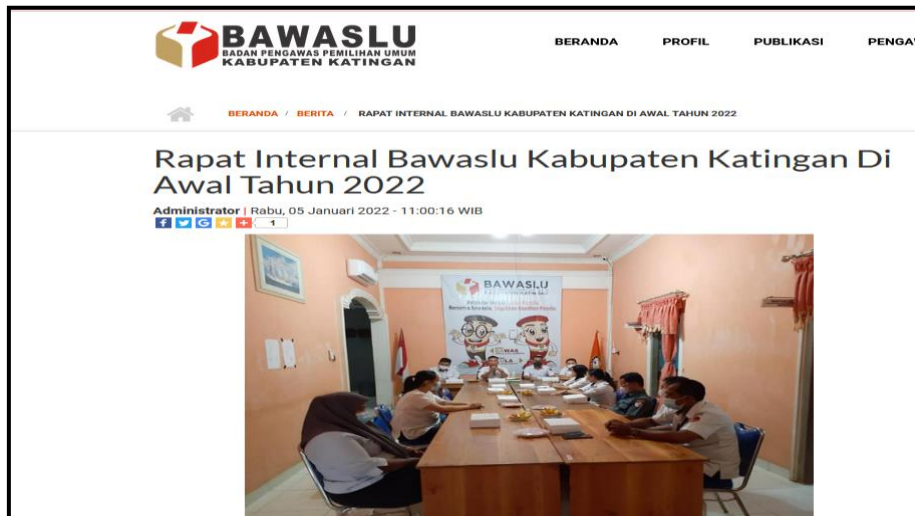 BAWASLU
BADAN PENGAWAS PEMILIHAN UMUM
KABUPATEN KATINGAN
BERANDA PROFIL PUBLIKASI
BERANDA / BERITA / RAPAT INTERNAL BAWASLU KABUPATEN KATINGAN DI AWAL TAHUN 2022
Rapat Internal Bawaslu Kabupaten Katingan Di
Awal Tahun 2022
Administrator | Rabu, 05 Januari 2022 - 11:00:16 WIB
1
BAWASLU